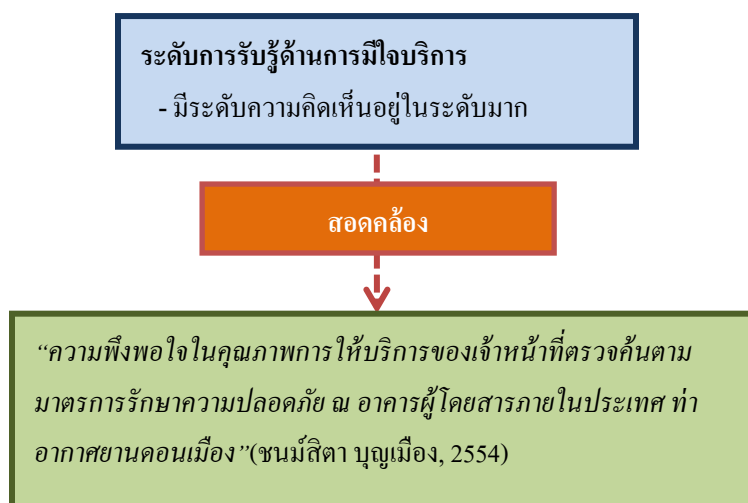 ระดับการรับรู้ด้านการมีใจบริการ
- มีระดับความคิดเห็นอยู่ในระดับมาก
สอดคล้อง
“ความพึงพอใจในคุณภาพการให้บริการของเจ้าหน้าที่ตรวจค้นตาม
มาตรการรักษาความปลอดภัย ณ อาคารผู้โดยสารภายในประเทศ ท่า
อากาศยานดอนเมือง”(ชนม์สิตา บุญเมือง, 2554)